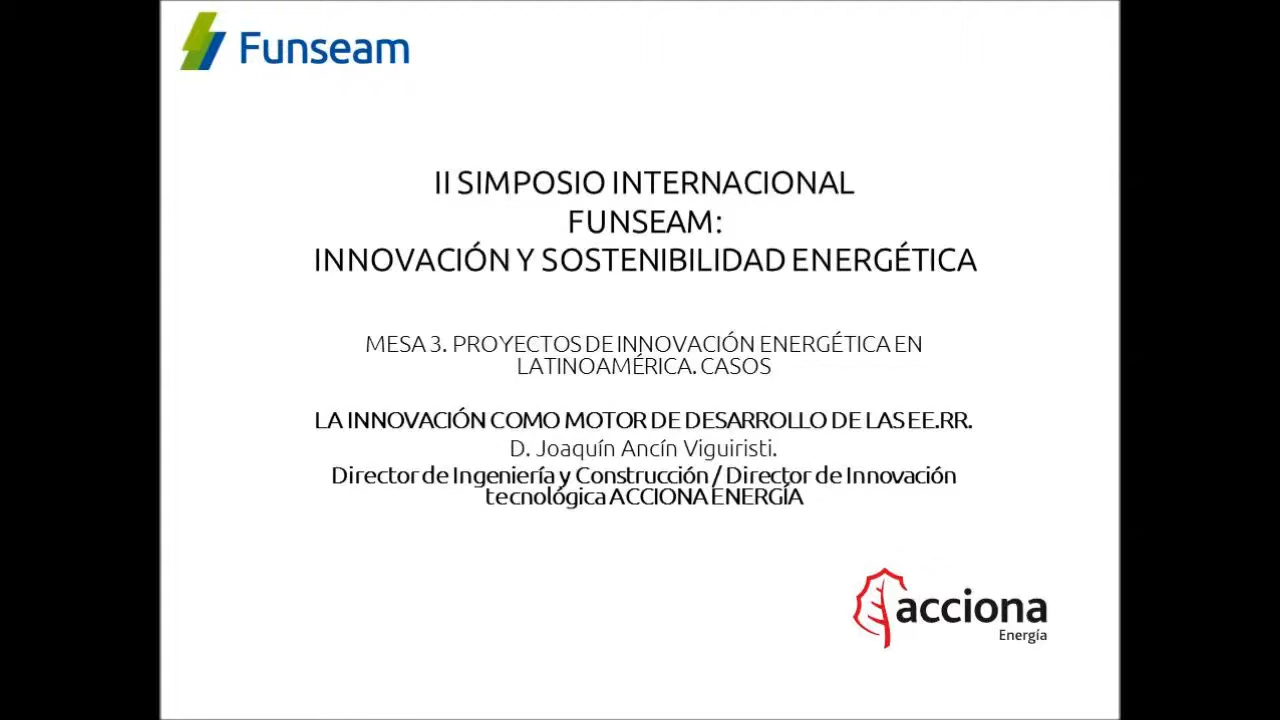 Funseam
II SIMPOSIO INTERNACIONAL
FUNSEAM:
INNOVACIÓN Y SOSTENIBILIDAD ENERGÉTICA
MESA 3. PROYECTOS DE INNOVACIÓN ENERGÉTICA EN
LATINOAMÉRICA. CASOS
LA INNOVACIÓN COMO MOTOR DE DESARROLLO DE LAS EE.RR.
D. Joaquín Ancín Viguiristi.
Director de Ingeniería y Construcción / Director de Innovación
tecnológica ACCIONA ENERGÍA
acciona
Energía